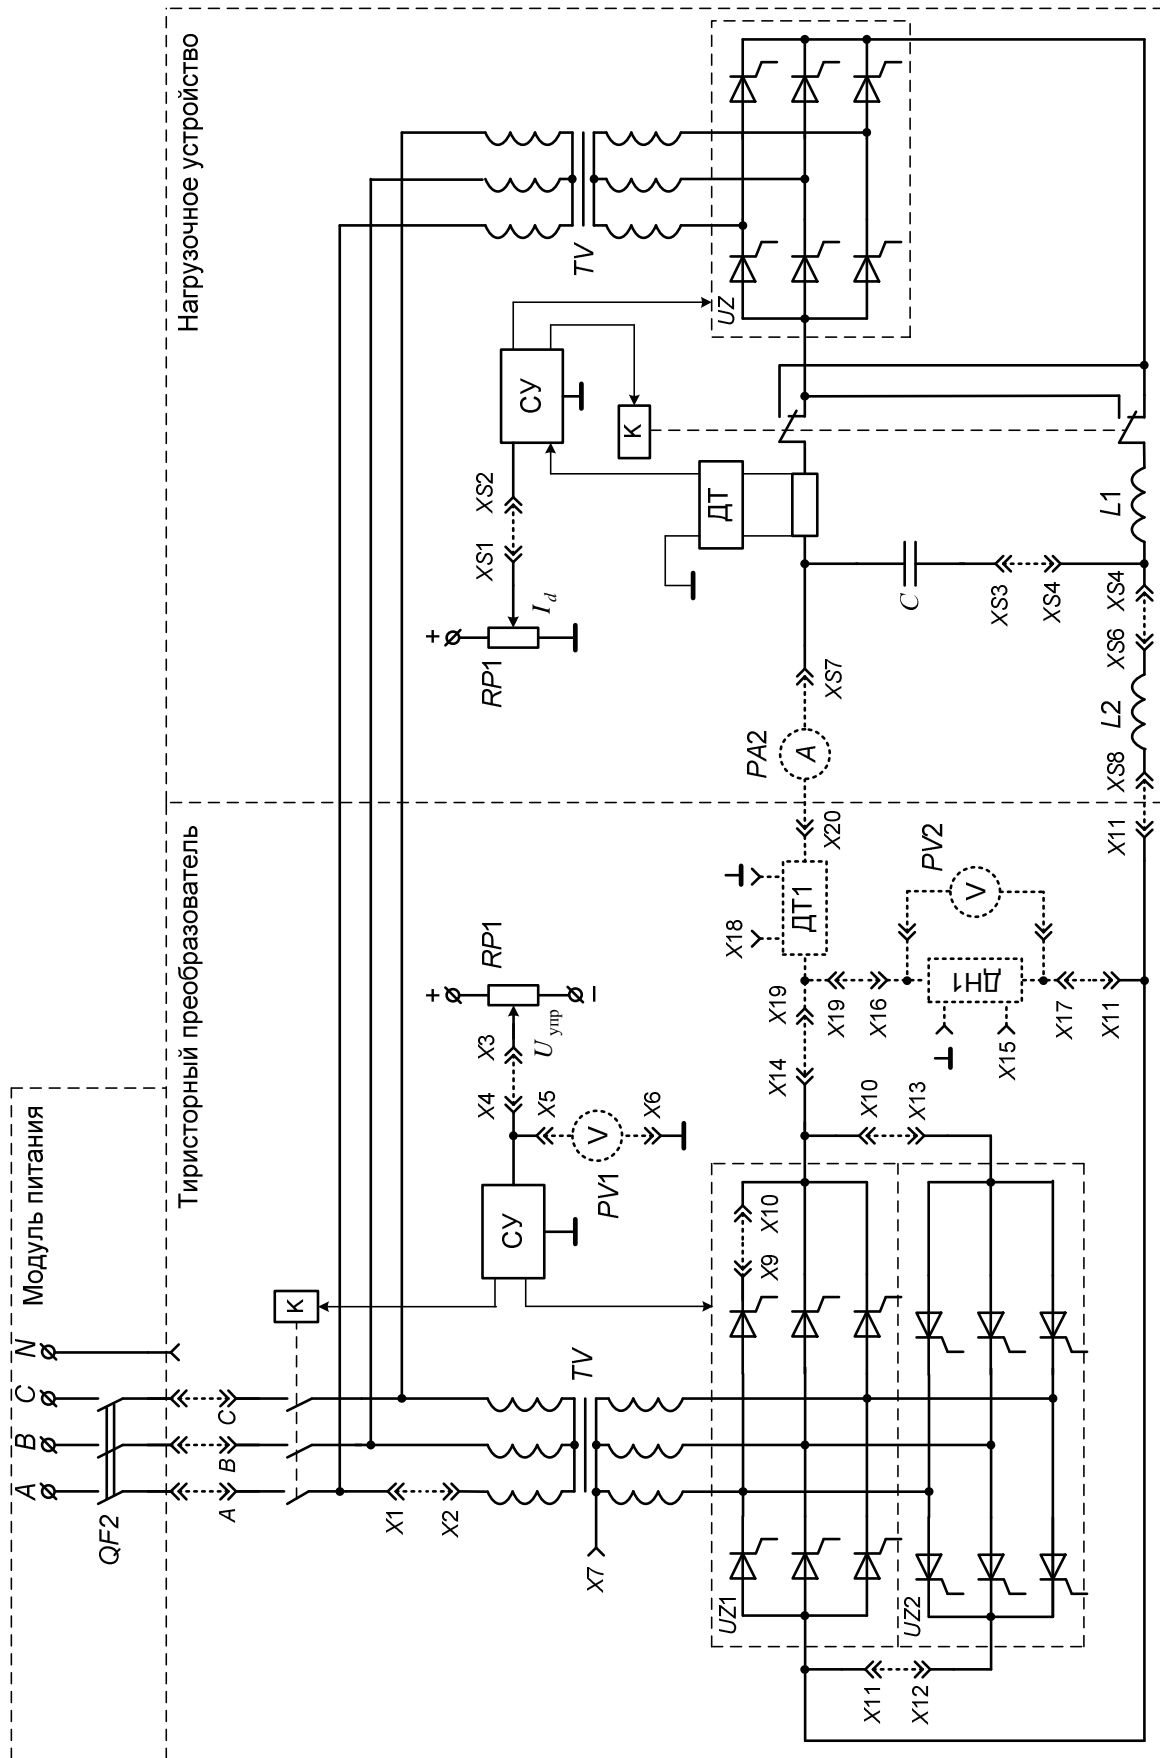 Модуль питания
A
B
C
N
QF2
A
B
C
Тиристорный преобразователь
К
X1
X2
СУ
X4
X3
RP1
+
–
U упр
X5
X6
V
PV1
TV
X7
UZ1
UZ2
X9
X10
X11
X12
X10
X13
X14
X19
X18
ДТ1
X20
X19
X16
ДН1
X15
X17
X11
V
PV2
X11
Нагрузочное устройство
TV
UZ
СУ
К
XS2
XS1
+
RP1
I d
ДТ
PA2
A
XS7
C
XS3
XS4
L1
XS4
XS6
L2
XS8